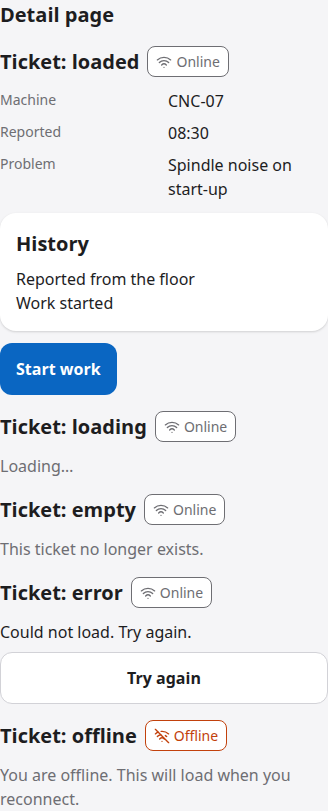 Detail page
Ticket: loaded Online
Machine CNC-07
Reported 08:30
Problem Spindle noise on
start-up
History
Reported from the floor
Work started
Start work
Ticket: loading Online
Loading...
Ticket: empty Online
This ticket no longer exists.
Ticket: error Online
Could not load. Try again.
Try again
Ticket: offline Offline
You are offline. This will load when you
reconnect.